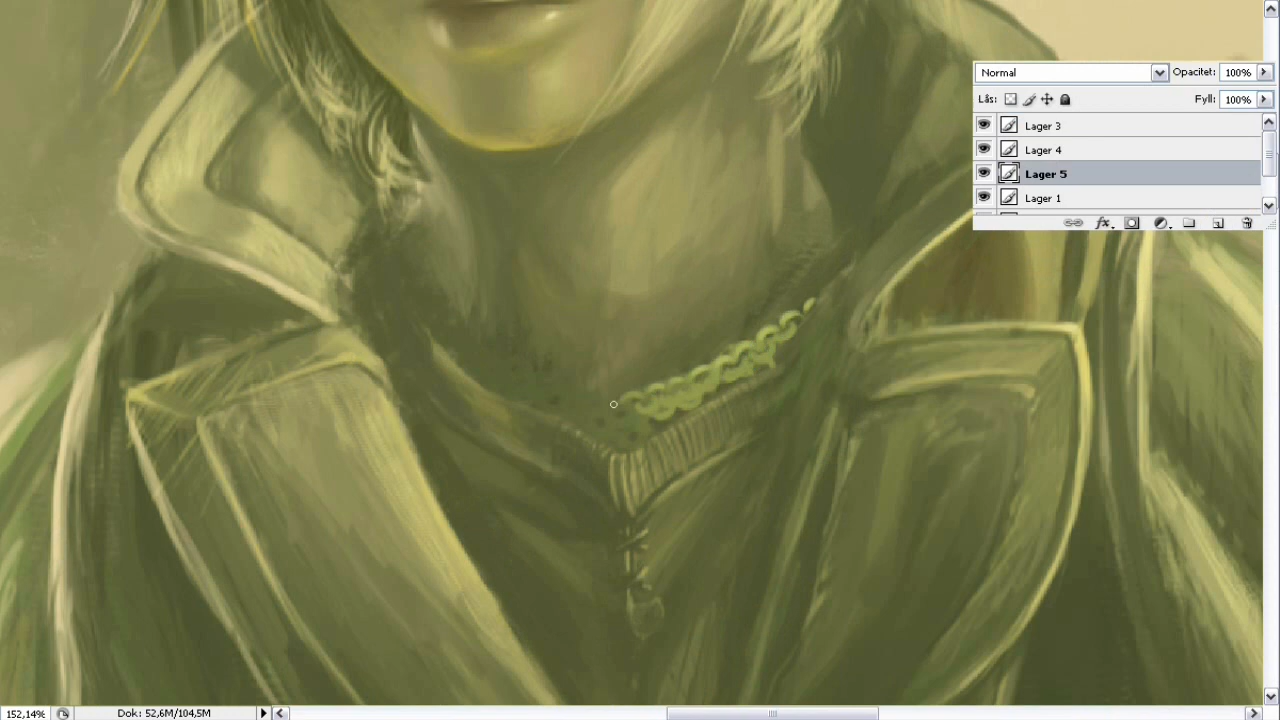 Normal Opacitet: 100%
Lås: Fyll: 100%
Lager 3
Lager 4
Lager 5
Lager 1
fx
152,14% Dok: 52,6M/104,5M